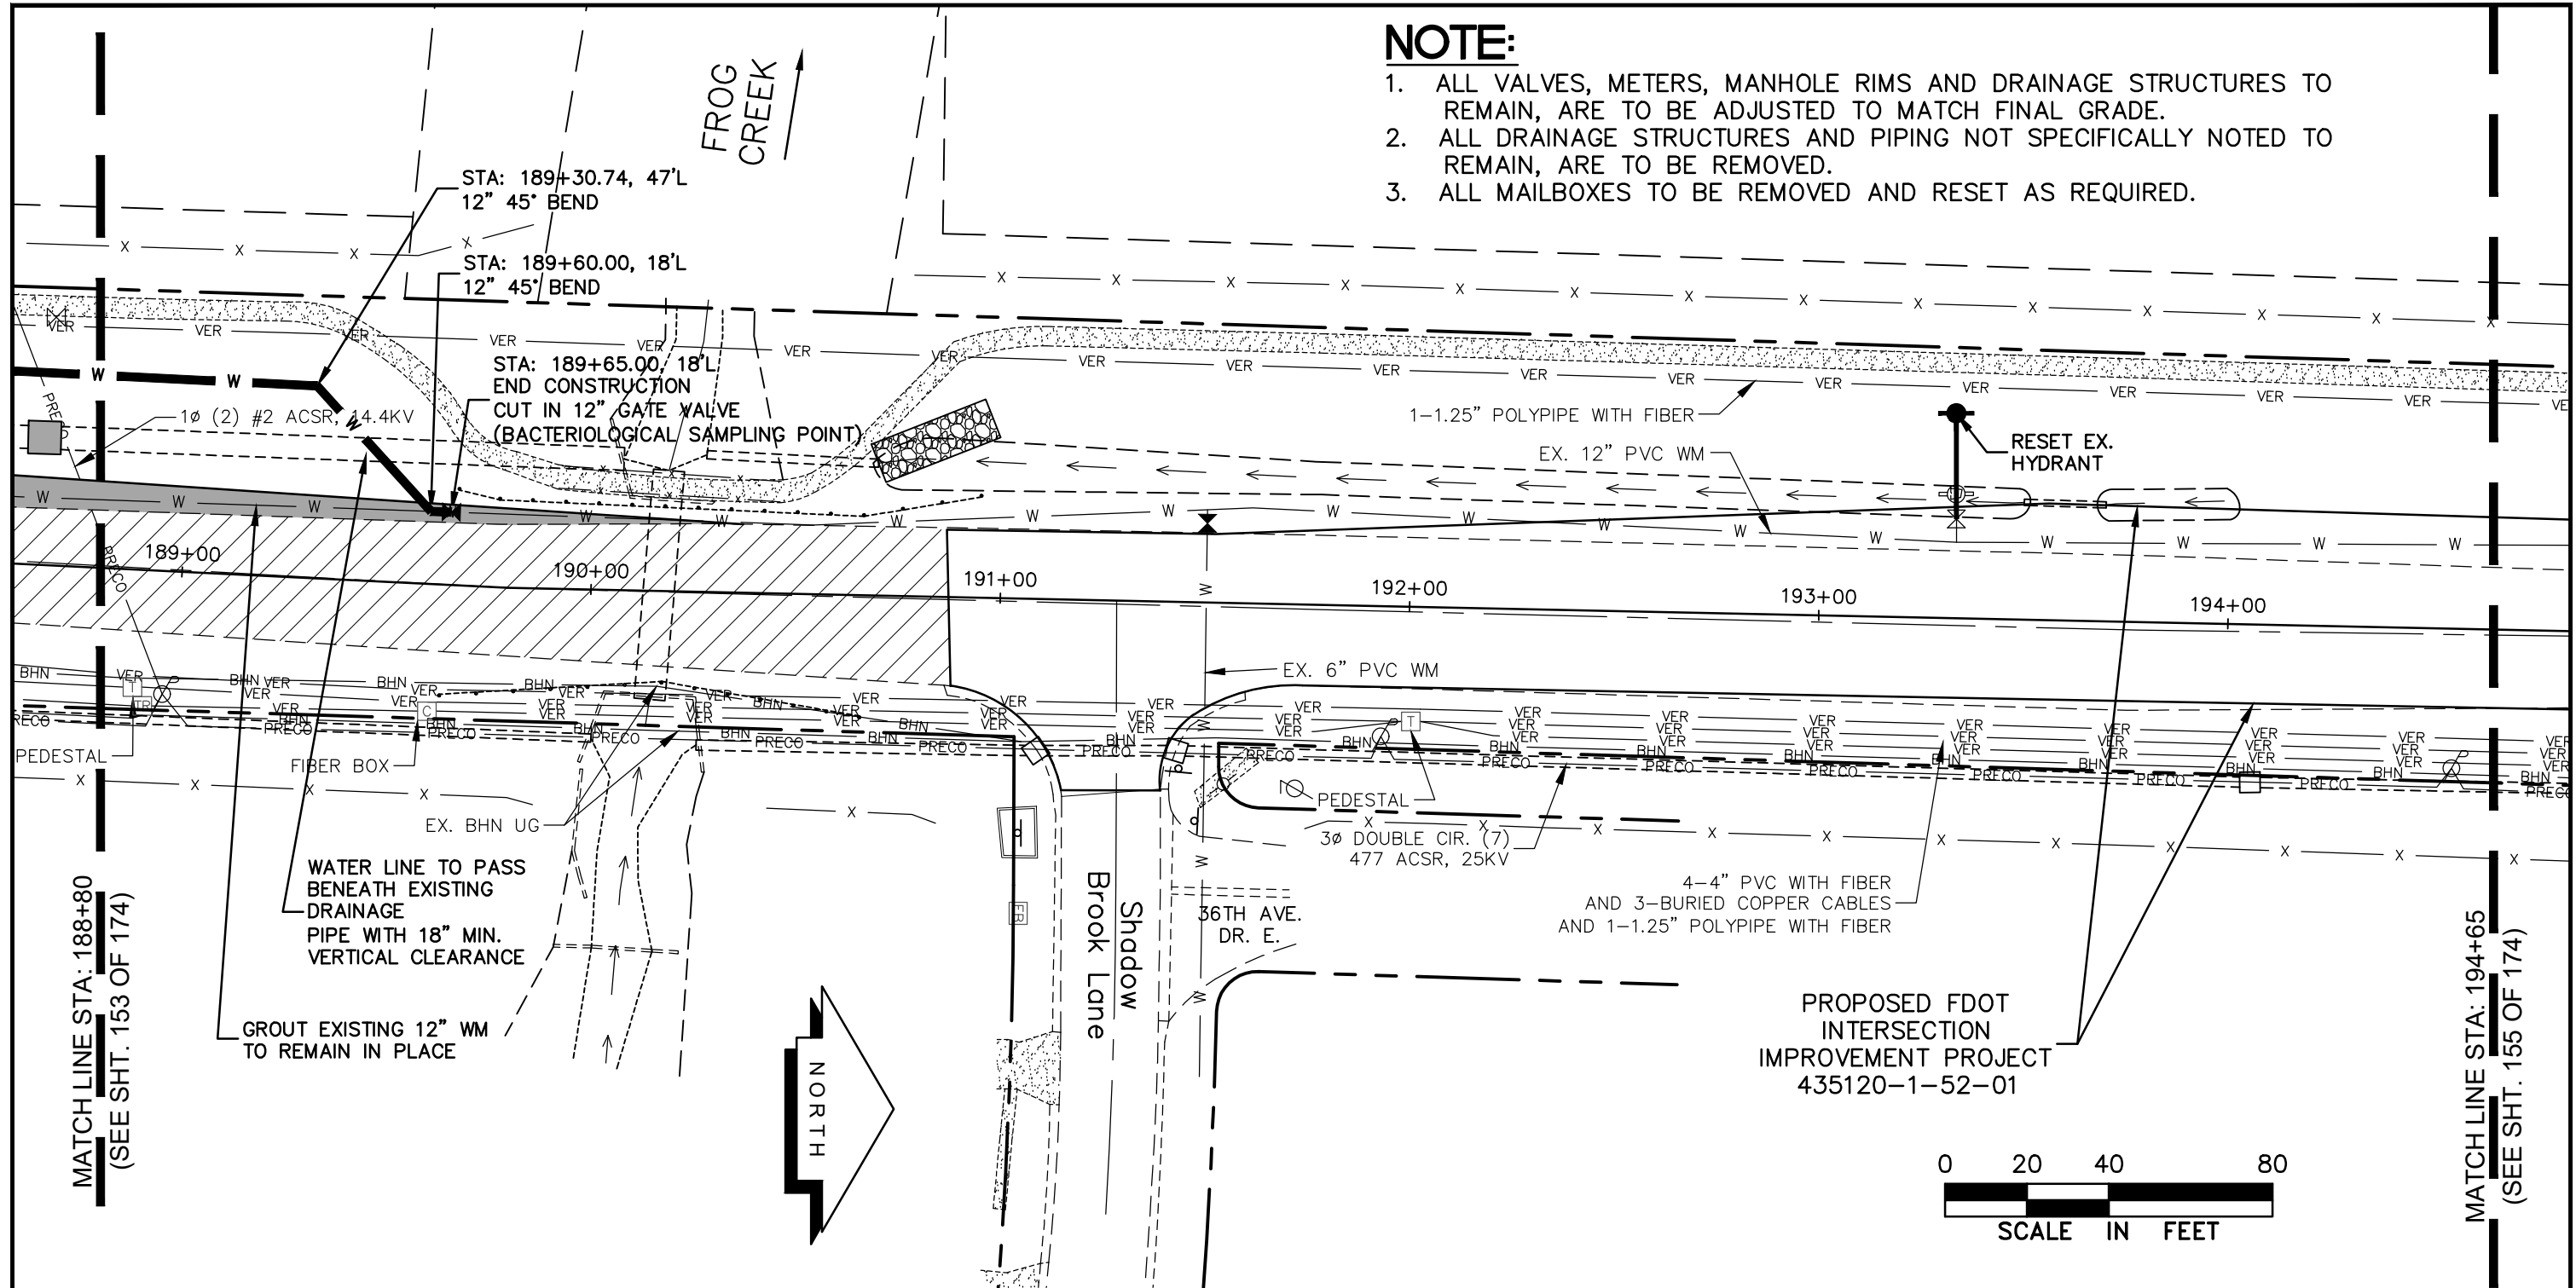 NOTE:
1. ALL VALVES, METERS, MANHOLE RIMS AND DRAINAGE STRUCTURES TO
REMAIN, ARE TO BE ADJUSTED TO MATCH FINAL GRADE.
2. ALL DRAINAGE STRUCTURES AND PIPING NOT SPECIFICALLY NOTED TO
REMAIN, ARE TO BE REMOVED.
3. ALL MAILBOXES TO BE REMOVED AND RESET AS REQUIRED.
FROG
CREEK
STA: 189+30.74, 47'L
12" 45° BEND
STA: 189+60.00, 18'L
12" 45° BEND
STA: 189+65.00, 18'L
END CONSTRUCTION
CUT IN 12" GATE VALVE
(BACTERIOLOGICAL SAMPLING POINT)
1ø (2) #2 ACSR, 14.4KV
1-1.25" POLYPIPE WITH FIBER
EX. 12" PVC WM
RESET EX.
HYDRANT
189+00
190+00
191+00
192+00
193+00
194+00
EX. 6" PVC WM
PEDESTAL
FIBER BOX
EX. BHN UG
PEDESTAL
3ø DOUBLE CIR. (7)
477 ACSR, 25KV
4-4" PVC WITH FIBER
AND 3-BURIED COPPER CABLES
AND 1-1.25" POLYPIPE WITH FIBER
WATER LINE TO PASS
BENEATH EXISTING
DRAINAGE
PIPE WITH 18" MIN.
VERTICAL CLEARANCE
GROUT EXISTING 12" WM
TO REMAIN IN PLACE
Shadow
Brook Lane
36TH AVE.
DR. E.
PROPOSED FDOT
INTERSECTION
IMPROVEMENT PROJECT
435120-1-52-01
NORTH
MATCH LINE STA: 188+80
(SEE SHT. 153 OF 174)
MATCH LINE STA: 194+65
(SEE SHT. 155 OF 174)
0 20 40 80
SCALE IN FEET
VER
BHN
PRECO
W
X
T
TR
C